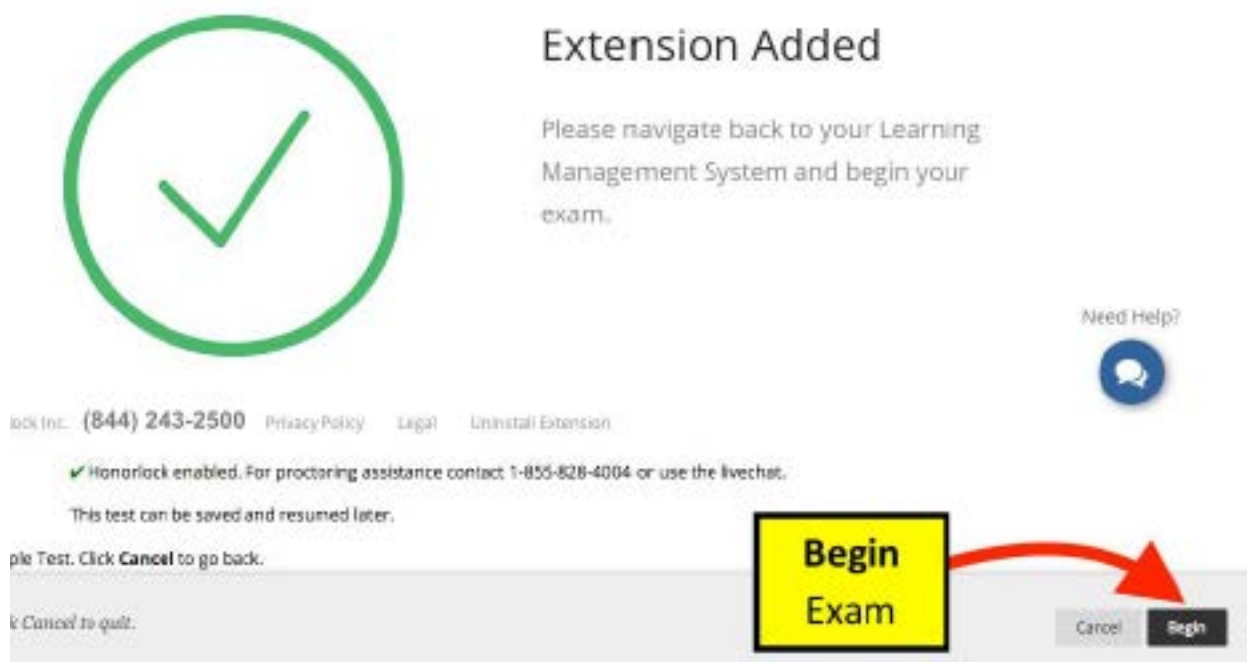 Extension Added
Please navigate back to your Learning
Management System and begin your
exam.
Need Help?
lock Inc. (844) 243-2500 Privacy Policy Legal Uninstall Extension
✔ Honorlock enabled. For proctoring assistance contact 1-855-828-4004 or use the livechat.
This test can be saved and resumed later.
ple Test. Click Cancel to go back.
Begin
Exam
k Cancel to quit.
Cancel Begin